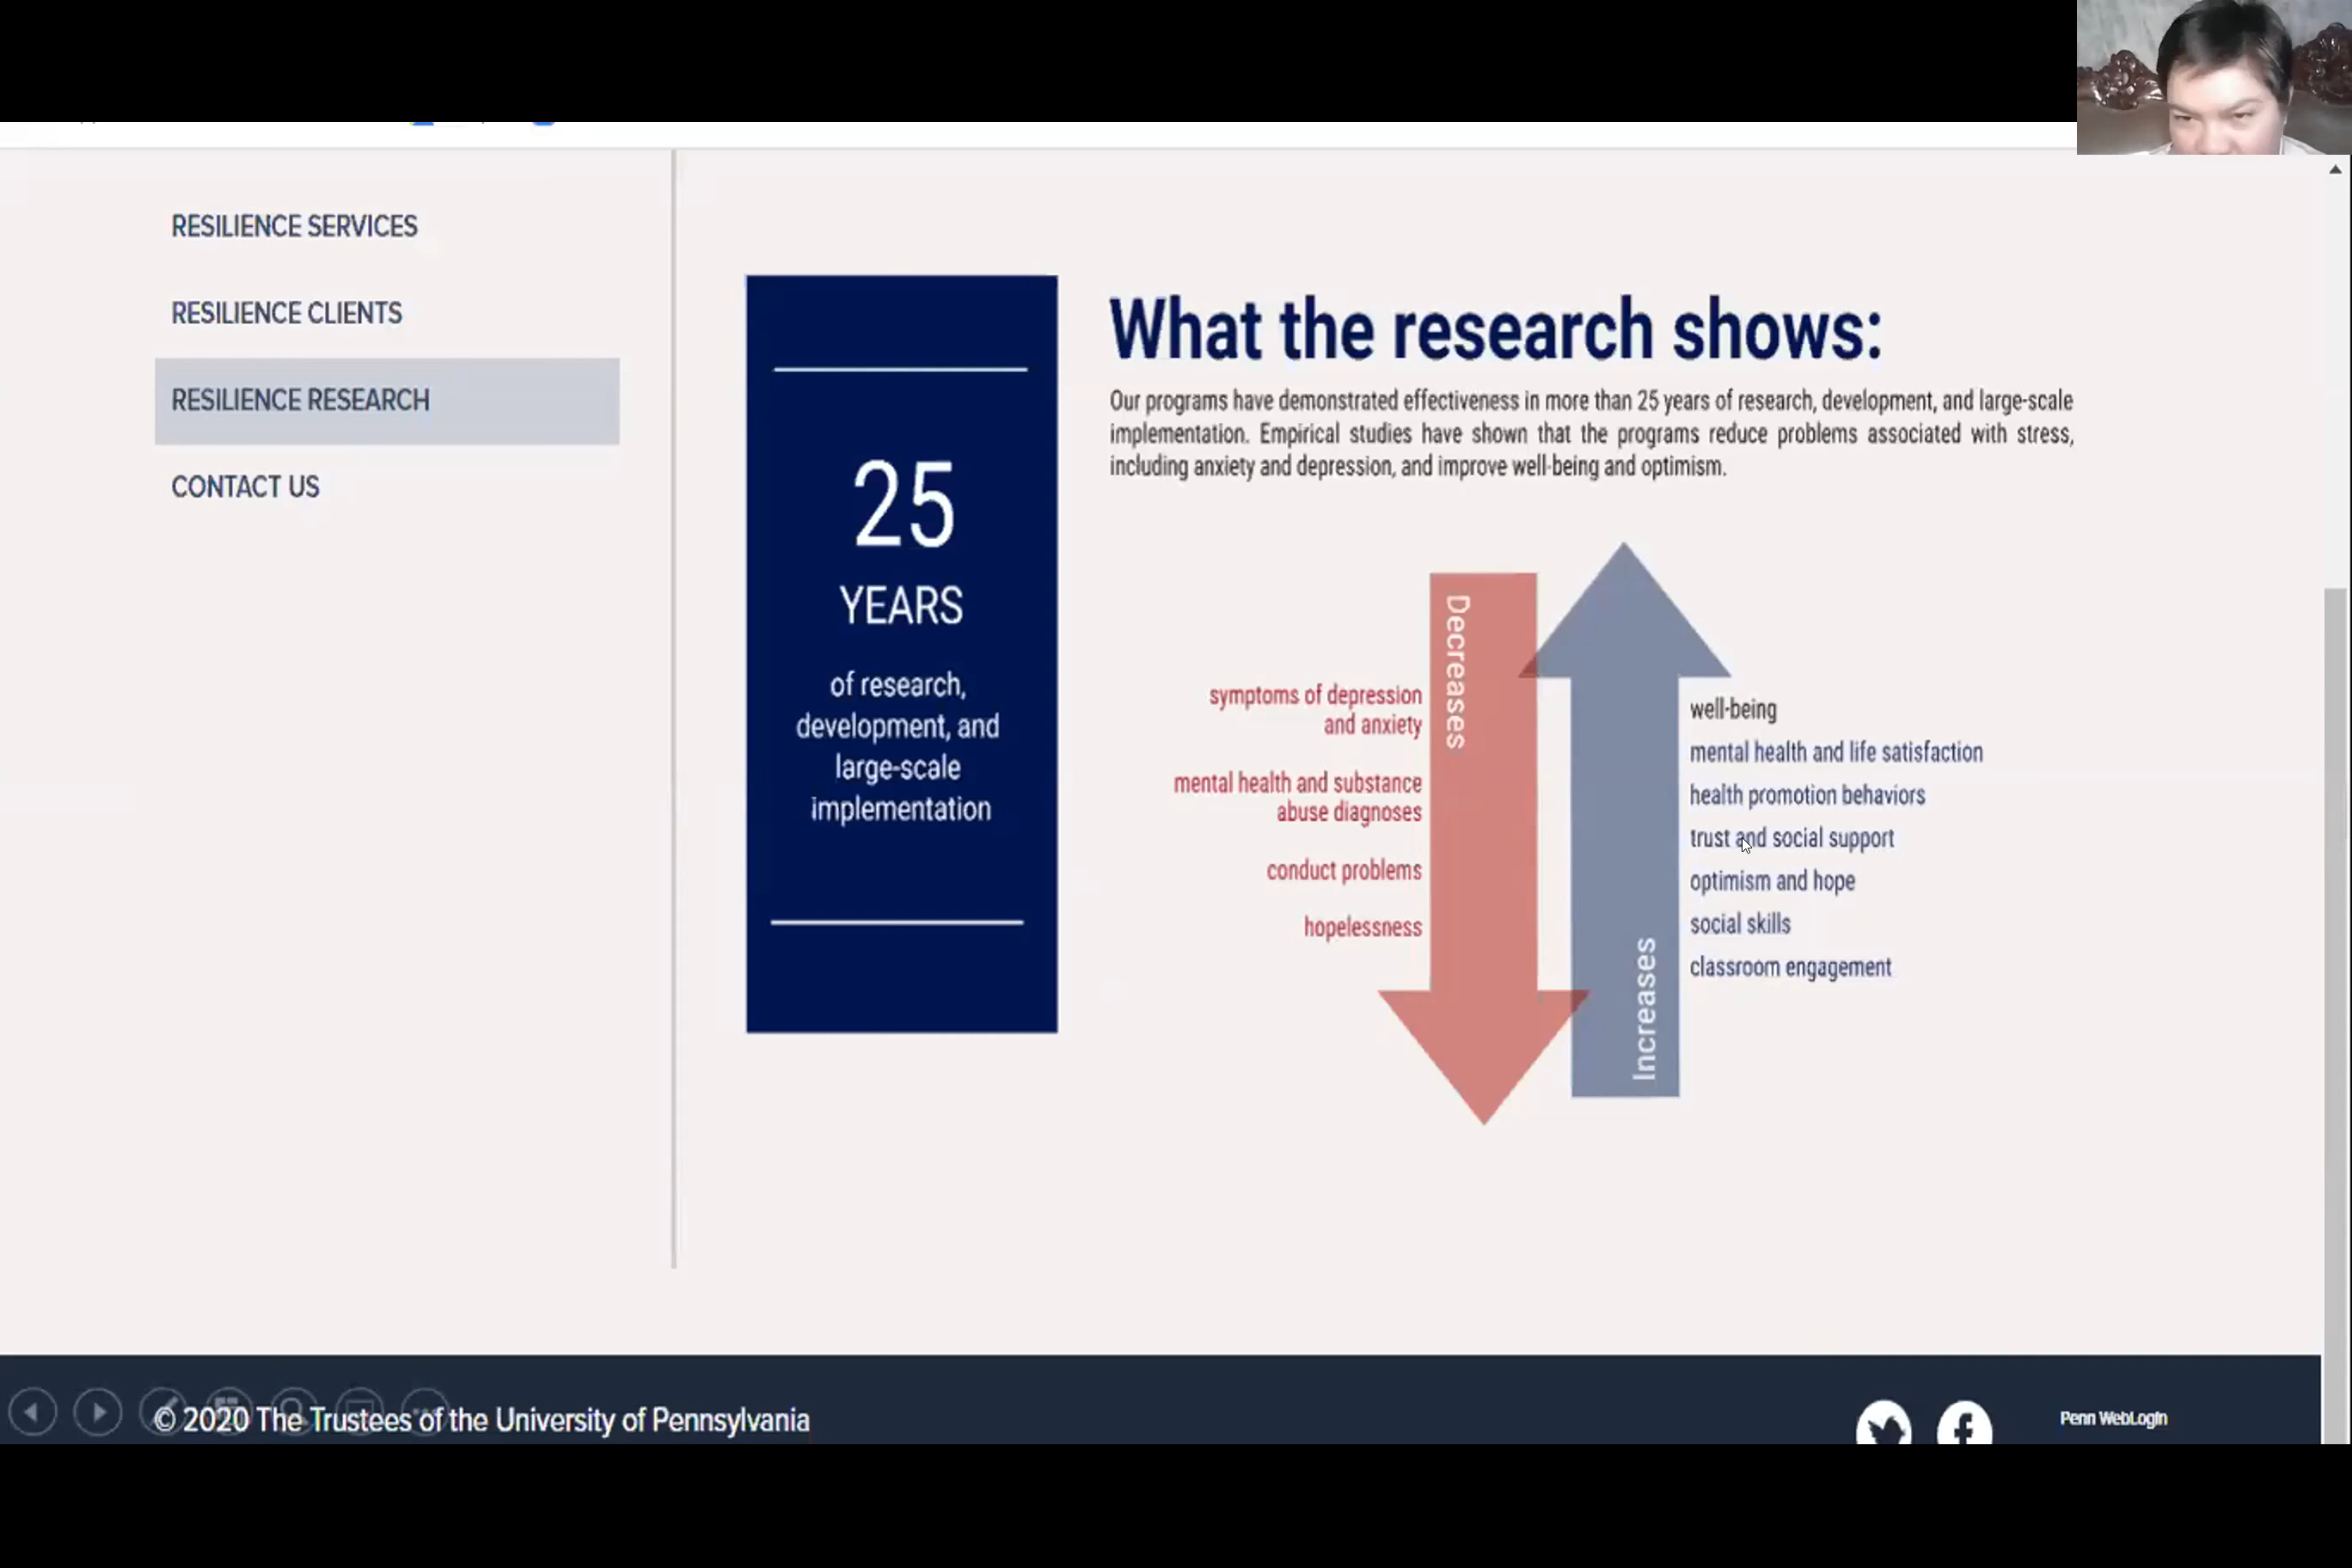 RESILIENCE SERVICES
RESILIENCE CLIENTS
RESILIENCE RESEARCH
CONTACT US
25
YEARS
of research,
development, and
large-scale
implementation
What the research shows:
Our programs have demonstrated effectiveness in more than 25 years of research, development, and large-scale
implementation. Empirical studies have shown that the programs reduce problems associated with stress,
including anxiety and depression, and improve well-being and optimism.
Decreases
symptoms of depression
and anxiety
mental health and substance
abuse diagnoses
conduct problems
hopelessness
Increases
well-being
mental health and life satisfaction
health promotion behaviors
trust and social support
optimism and hope
social skills
classroom engagement
© 2020 The Trustees of the University of Pennsylvania
Penn WebLogin